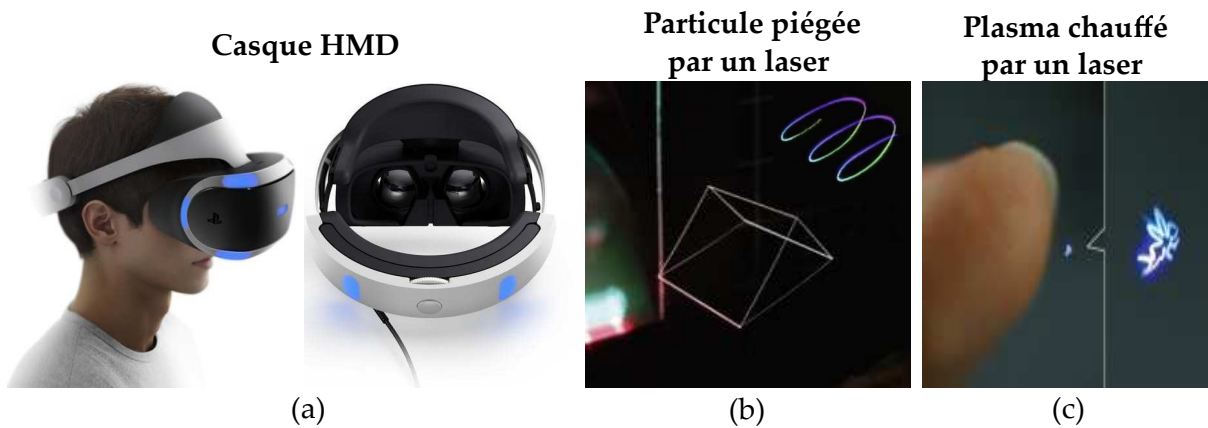 Casque HMD
Particule piégée
par un laser
Plasma chauffé
par un laser
(a)
(b)
(c)